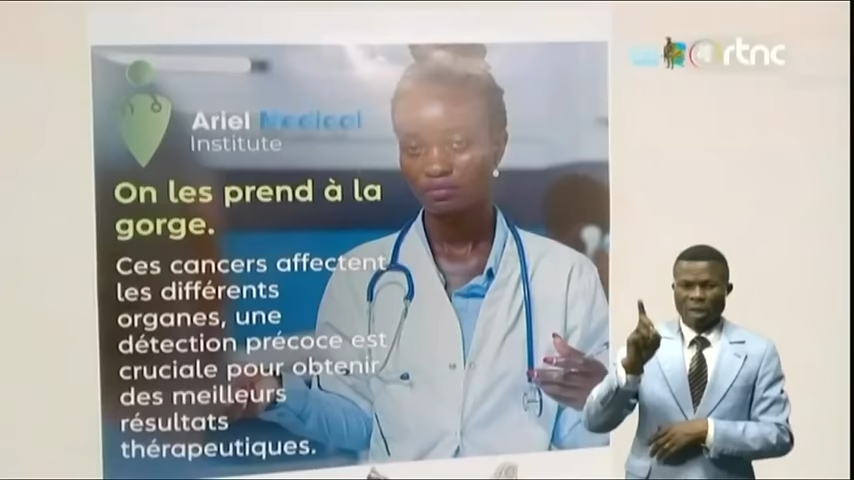 rtnc
Ariel Medical
Institute
On les prend à la
gorge.
Ces cancers affectent
les différents
organes, une
détection précoce est
cruciale pour obtenir
des meilleurs
résultats
thérapeutiques.